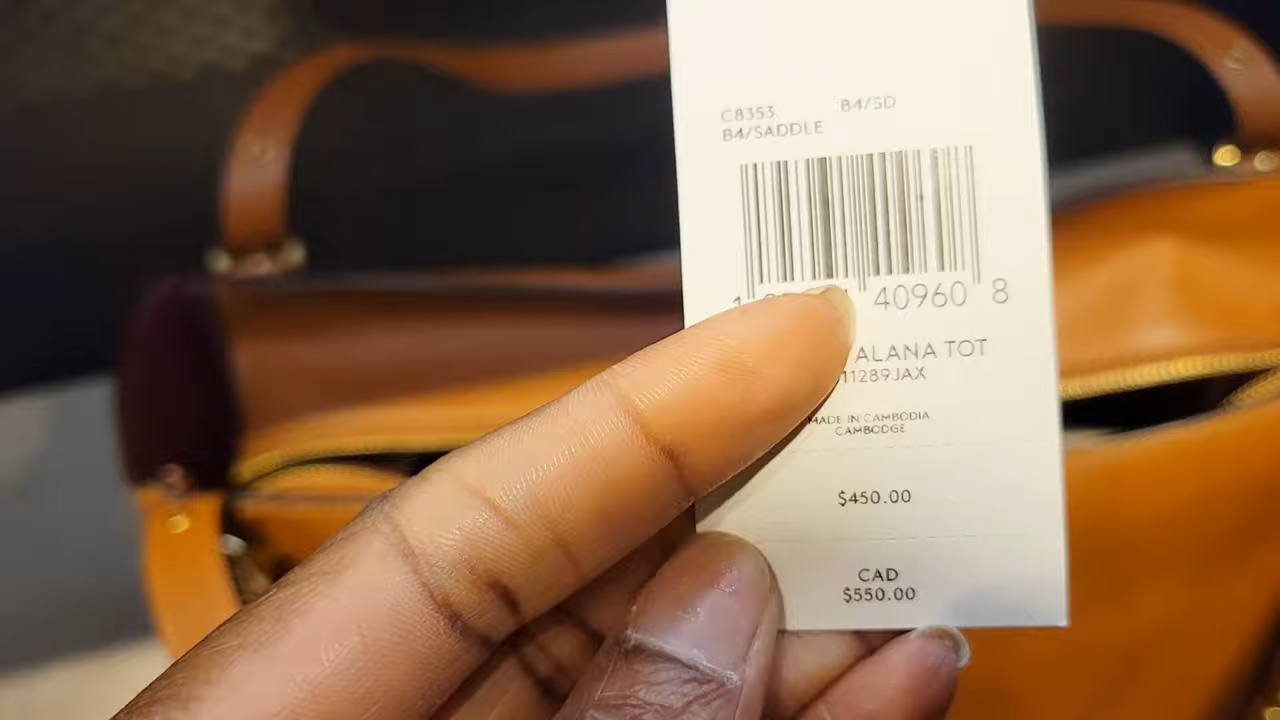 C8353 B4/SD
B4/SADDLE
40960 8
ALANA TOT
11289JAX
MADE IN CAMBODIA
CAMBODGE
$450.00
CAD
$550.00